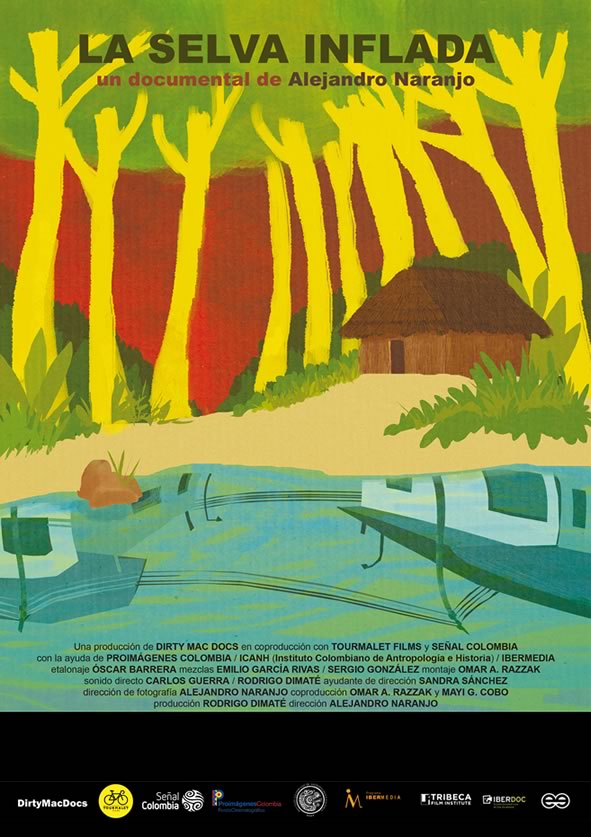 LA SELVA INFLADA
un documental de Alejandro Naranjo
Una producción de DIRTY MAC DOCS en coproducción con TOURMALET FILMS y SEÑAL COLOMBIA
con la ayuda de PROIMÁGENES COLOMBIA / ICANH (Instituto Colombiano de Antropología e Historia) / IBERMEDIA
etalonaje ÓSCAR BARRERA mezclas EMILIO GARCÍA RIVAS / SERGIO GONZÁLEZ montaje OMAR A. RAZZAK
sonido directo CARLOS GUERRA / RODRIGO DIMATÉ ayudante de dirección SANDRA SÁNCHEZ
dirección de fotografía ALEJANDRO NARANJO coproducción OMAR A. RAZZAK y MAYI G. COBO
producción RODRIGO DIMATÉ dirección ALEJANDRO NARANJO
DirtyMacDocs
TOURMALET
Señal
Colombia
ProimágenesColombia
Programa
IBERMEDIA
TRIBECA
FILM INSTITUTE
IBERDOC